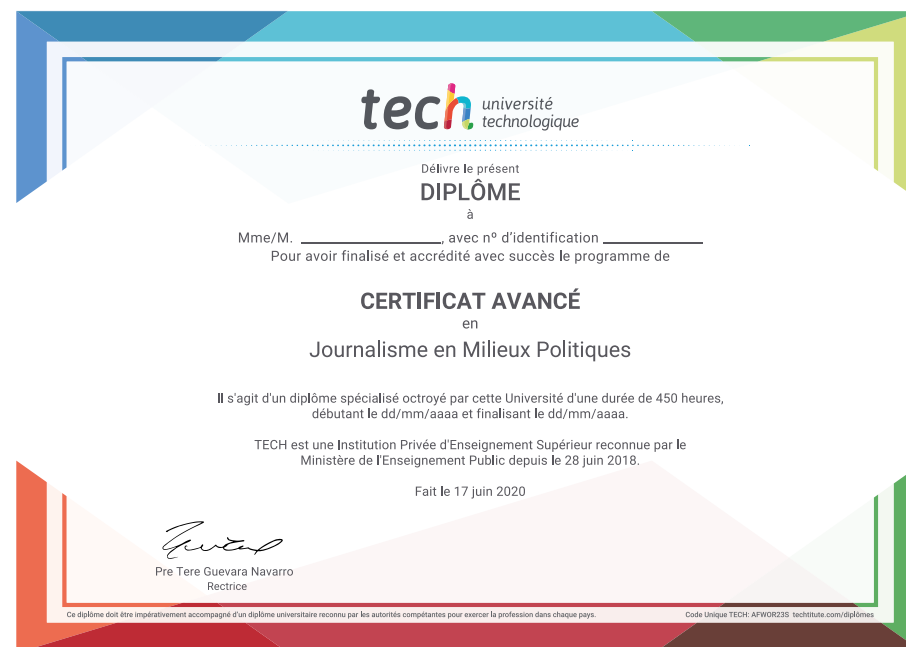 tech université
technologique
Délivre le présent
DIPLÔME
à
Mme/M. ____________________, avec nº d'identification ______________
Pour avoir finalisé et accrédité avec succès le programme de
CERTIFICAT AVANCÉ
en
Journalisme en Milieux Politiques
Il s'agit d'un diplôme spécialisé octroyé par cette Université d'une durée de 450 heures,
débutant le dd/mm/aaaa et finalisant le dd/mm/aaaa.
TECH est une Institution Privée d'Enseignement Supérieur reconnue par le
Ministère de l'Enseignement Public depuis le 28 juin 2018.
Fait le 17 juin 2020
Pre Tere Guevara Navarro
Rectrice
Ce diplôme doit être impérativement accompagné d'un diplôme universitaire reconnu par les autorités compétantes pour exercer la profession dans chaque pays.
Code Unique TECH: AFWOR23S techtitute.com/diplômes